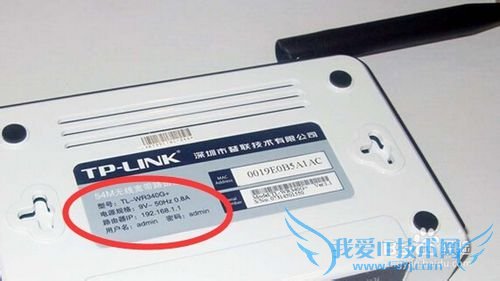 TP-LINK 深圳市普联技术有限公司
54M无线宽带路由器
型号: TL-WR340G+
电源规格: 9V~50Hz 0.8A
路由器IP: 192.168.1.1
用户名: admin 密码: admin
MAC
Address
0019E0B5A1AC
Serial
Number
我爱IT技术网